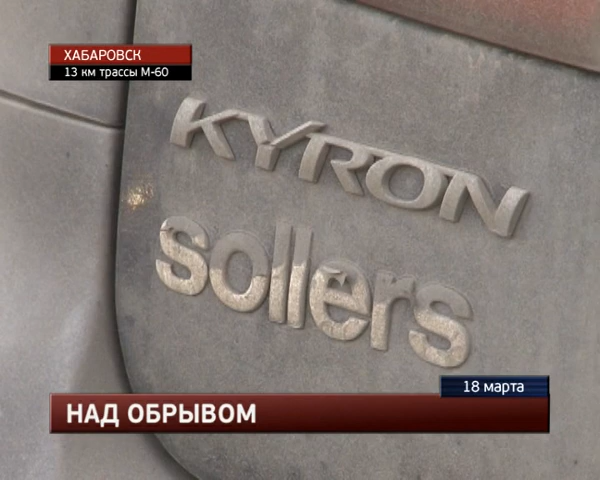 ХАБАРОВСК
13 км трассы М-60
KYRON
sollers
18 марта
НАД ОБРЫВОМ